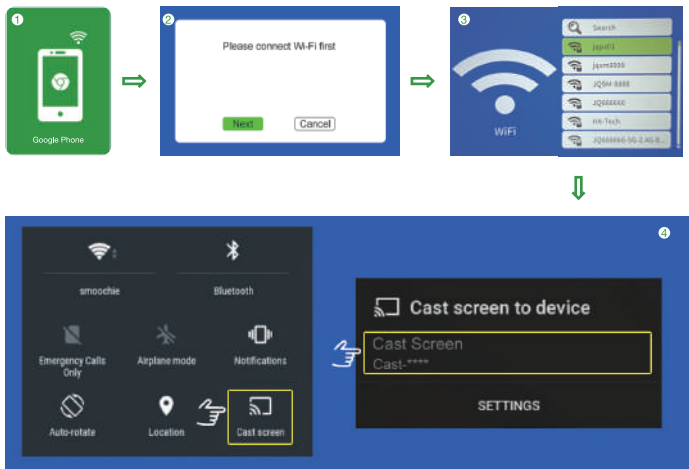 1
Google Phone
2
Please connect Wi-Fi first
Next
Cancel
3
WiFi
Search
jqxm8888
JQSM-8888
JQ666666
HX-Tech
4
smoochie
Bluetooth
Emergency Calls
Only
Airplane mode
Notifications
Auto-rotate
Location
Cast screen
Cast screen to device
Cast Screen
Cast-****
SETTINGS